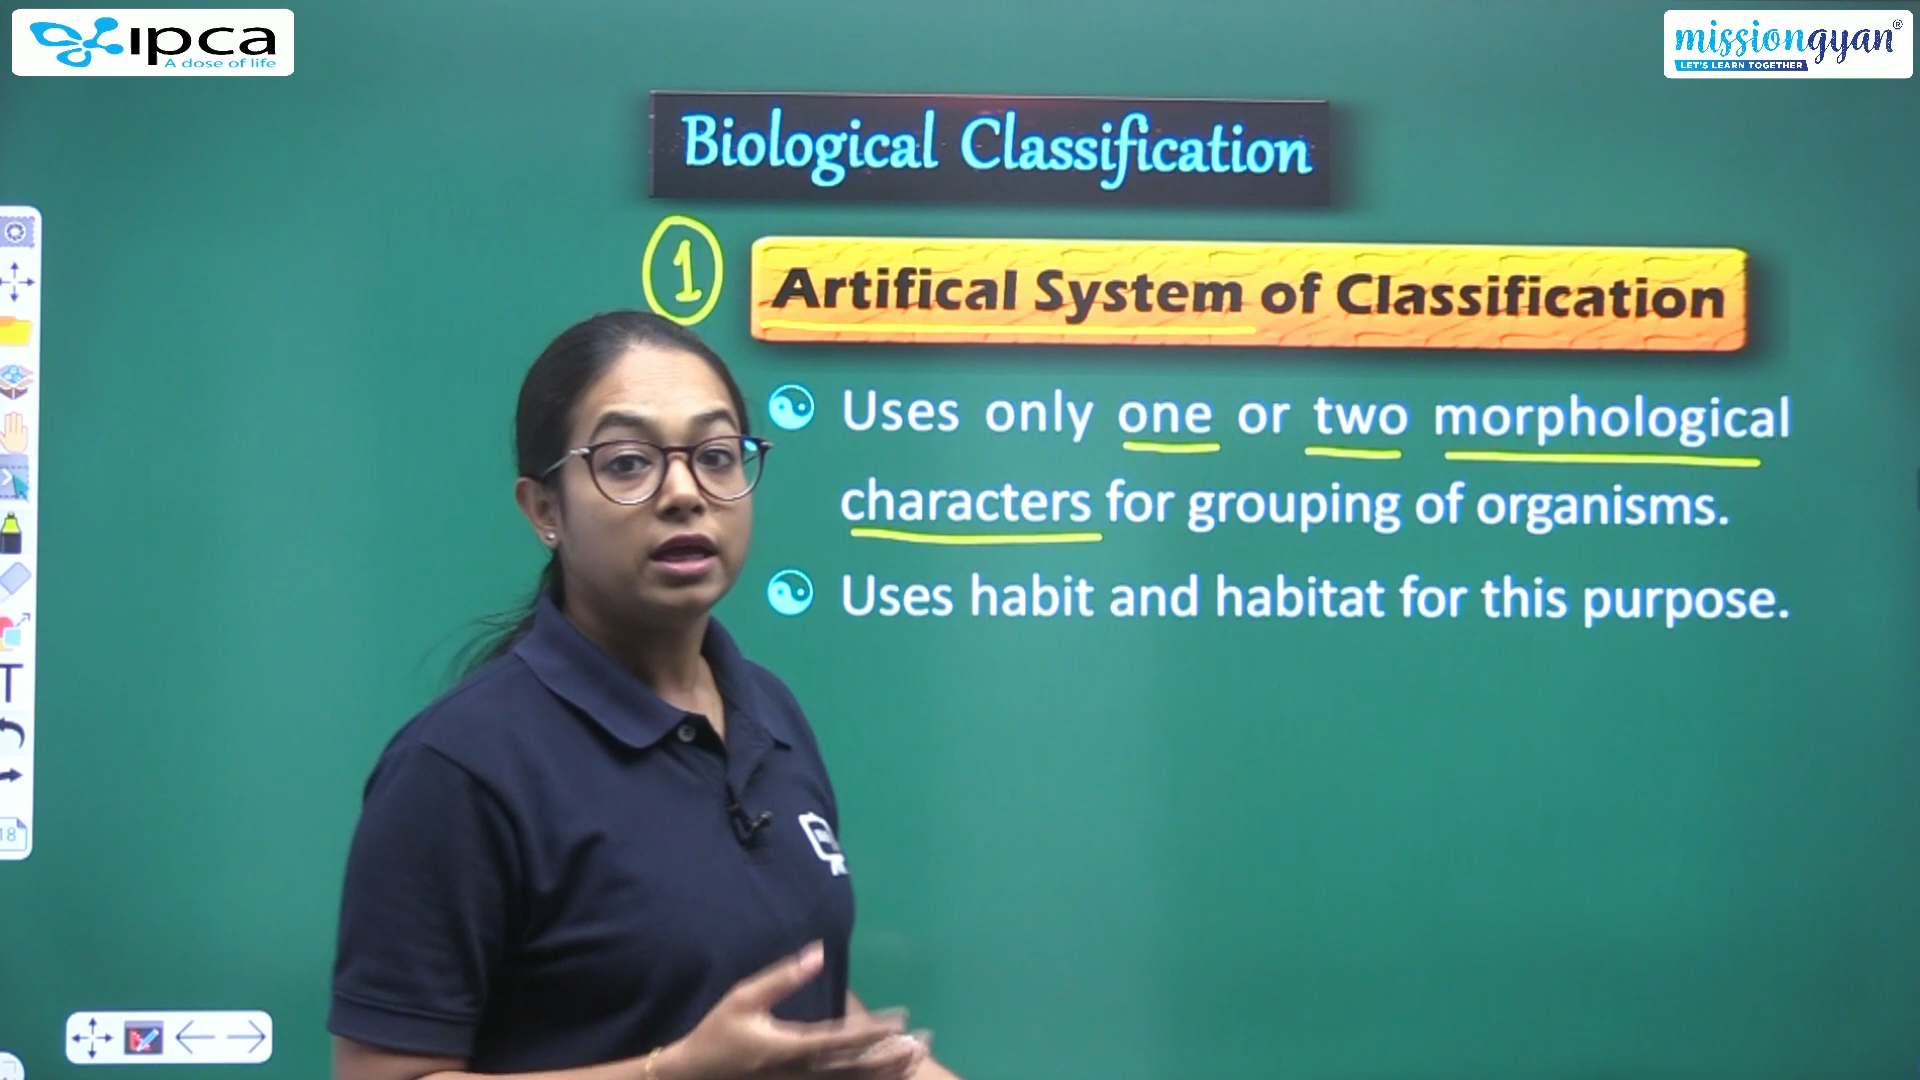 ipca
A dose of life
missiongyan®
LET'S LEARN TOGETHER
Biological Classification
1
Artifical System of Classification
Uses only one or two morphological
characters for grouping of organisms.
Uses habit and habitat for this purpose.
T
18